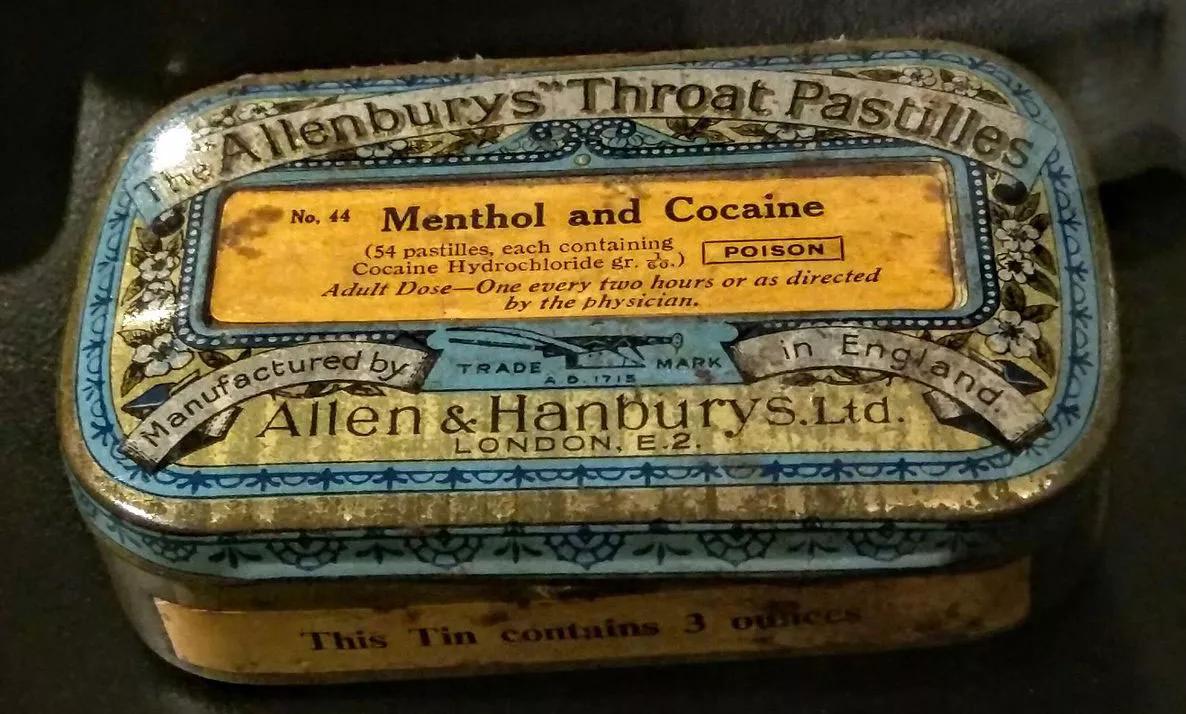 The "Allenburys" Throat Pastilles
No. 44 Menthol and Cocaine
(54 pastilles, each containing
Cocaine Hydrochloride gr. 1/60.)
POISON
Adult Dose—One every two hours or as directed
by the physician.
Manufactured by
TRADE MARK
A.D. 1715
in England.
Allen & Hanburys. Ltd.
LONDON, E.2.
This Tin contains 3 ounces